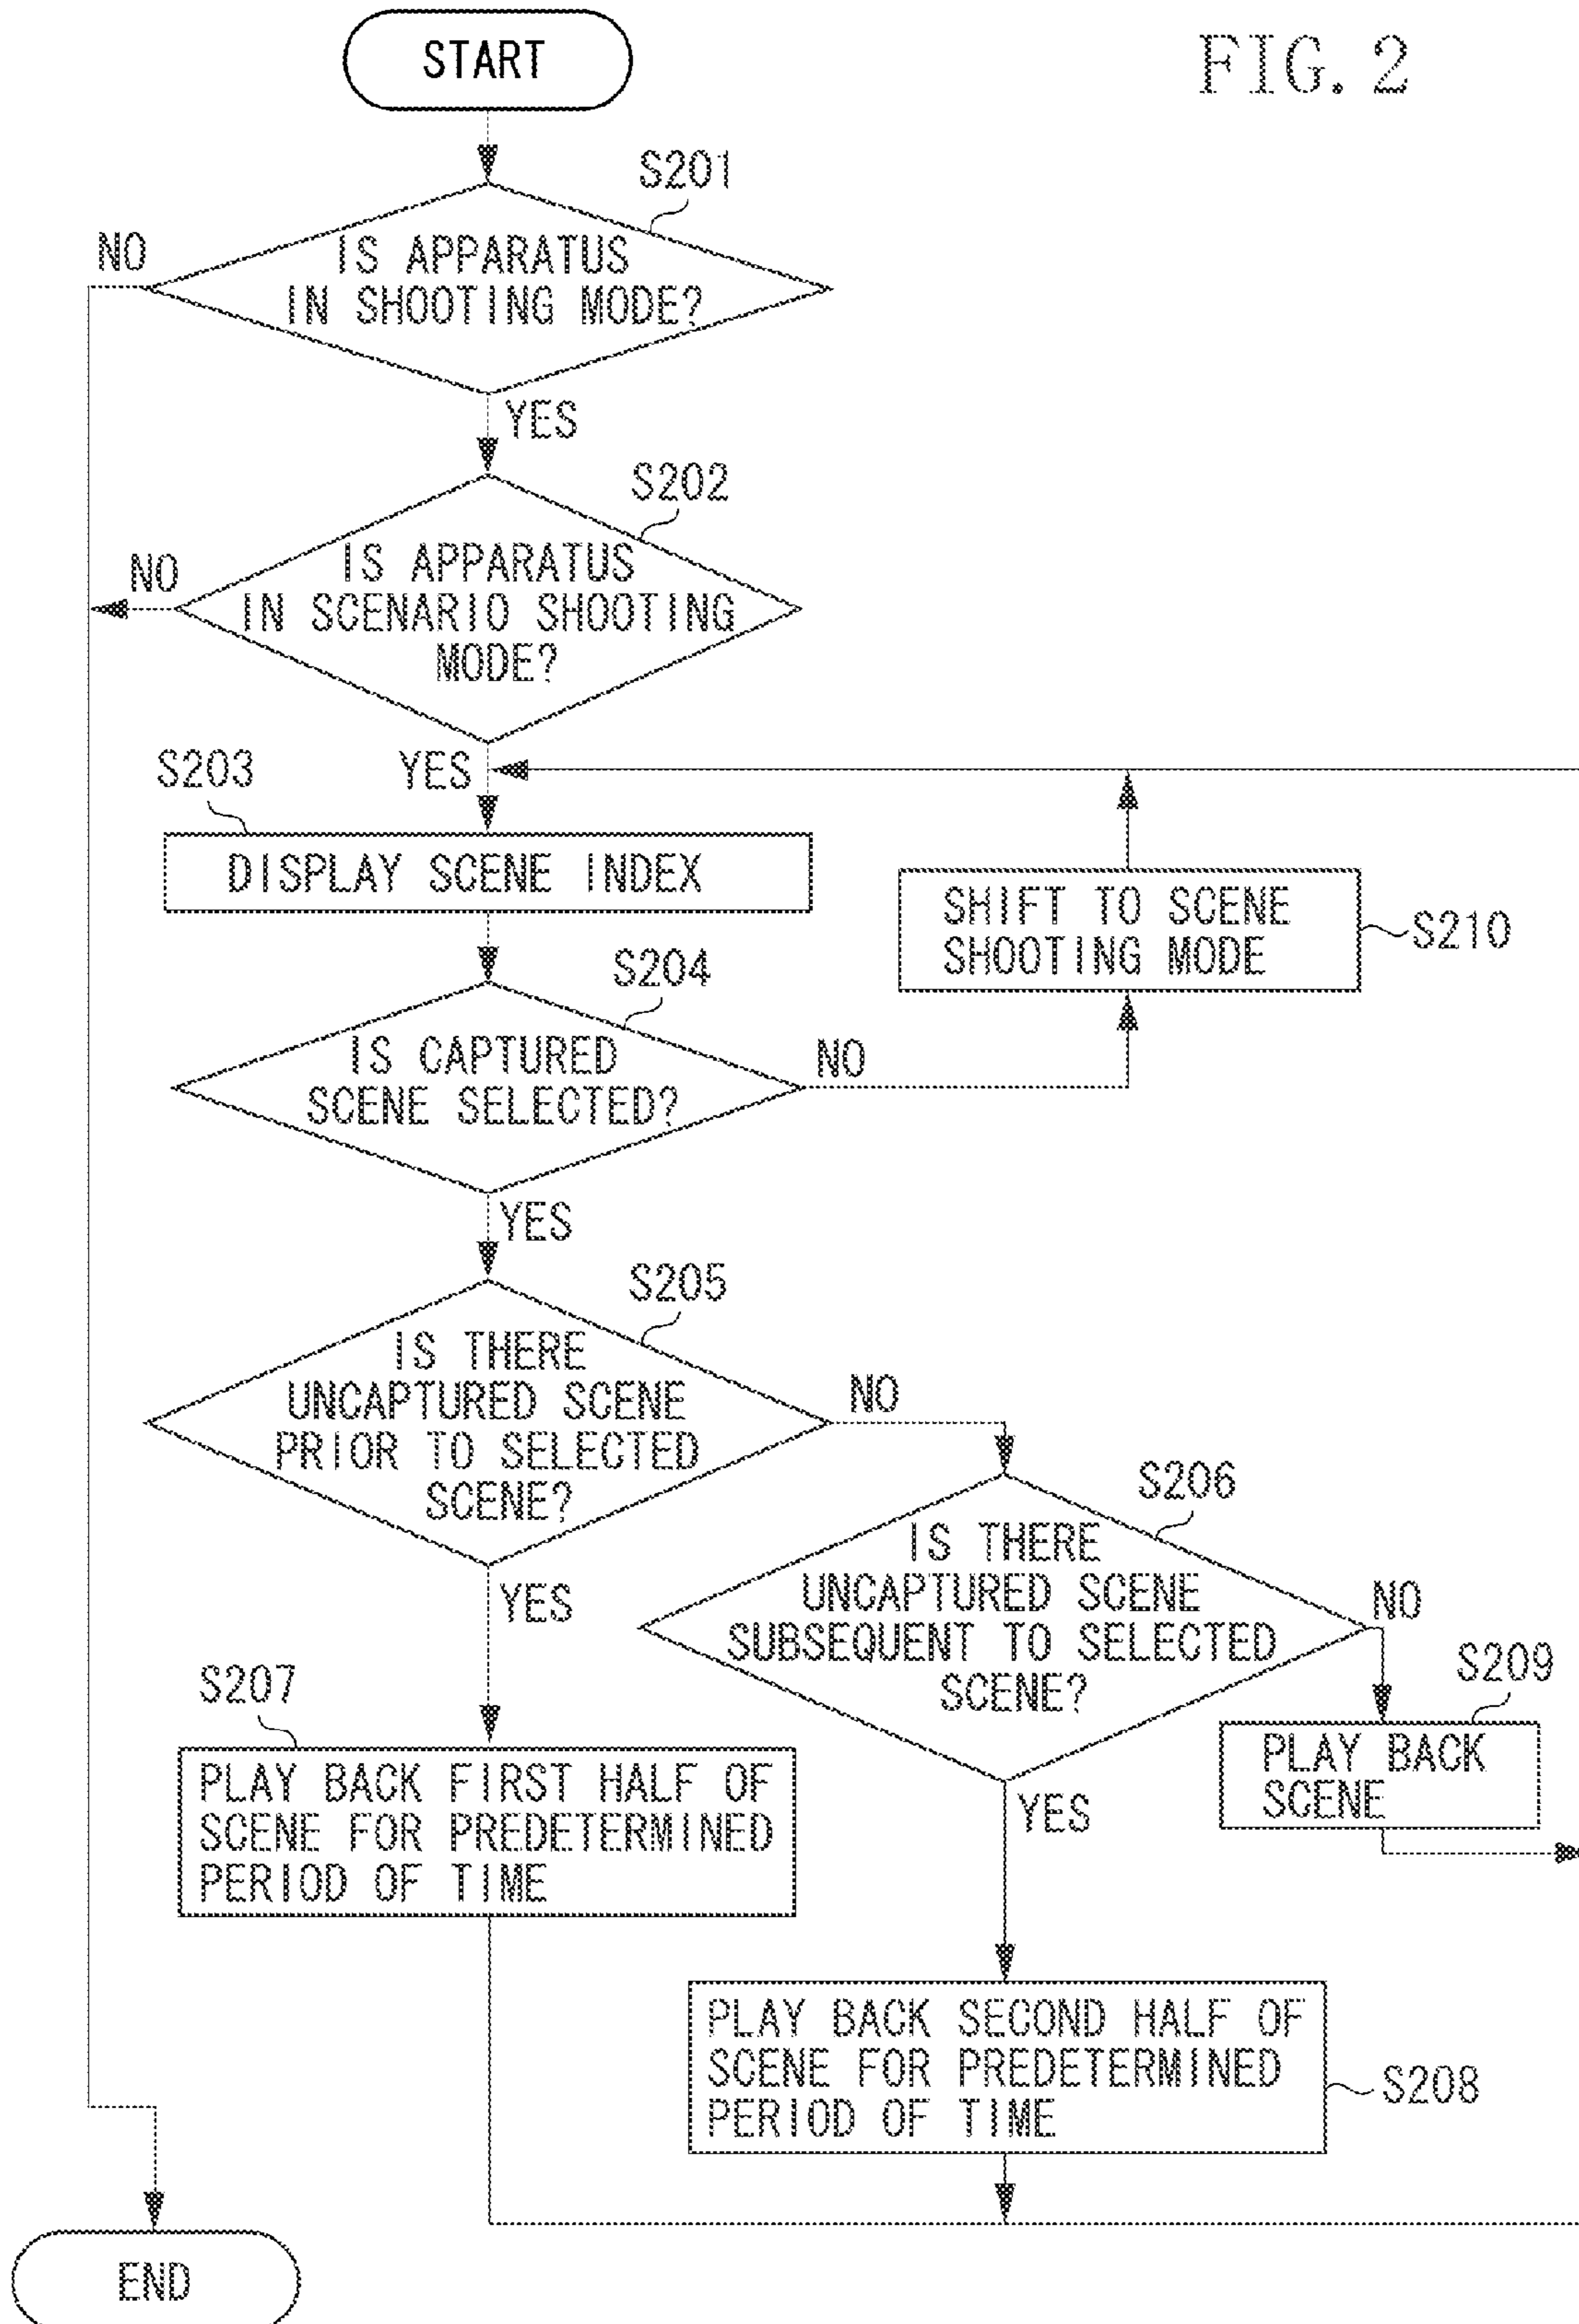 FIG. 2
START
S201
NO
IS APPARATUS
IN SHOOTING MODE?
YES
S202
NO
IS APPARATUS
IN SCENARIO SHOOTING
MODE?
YES
S203
DISPLAY SCENE INDEX
SHIFT TO SCENE
SHOOTING MODE
S210
S204
IS CAPTURED
SCENE SELECTED?
NO
YES
S205
IS THERE
UNCAPTURED SCENE
PRIOR TO SELECTED
SCENE?
NO
YES
S206
IS THERE
UNCAPTURED SCENE
SUBSEQUENT TO SELECTED
SCENE?
NO
YES
S209
PLAY BACK
SCENE
S207
PLAY BACK FIRST HALF OF
SCENE FOR PREDETERMINED
PERIOD OF TIME
PLAY BACK SECOND HALF OF
SCENE FOR PREDETERMINED
PERIOD OF TIME
S208
END